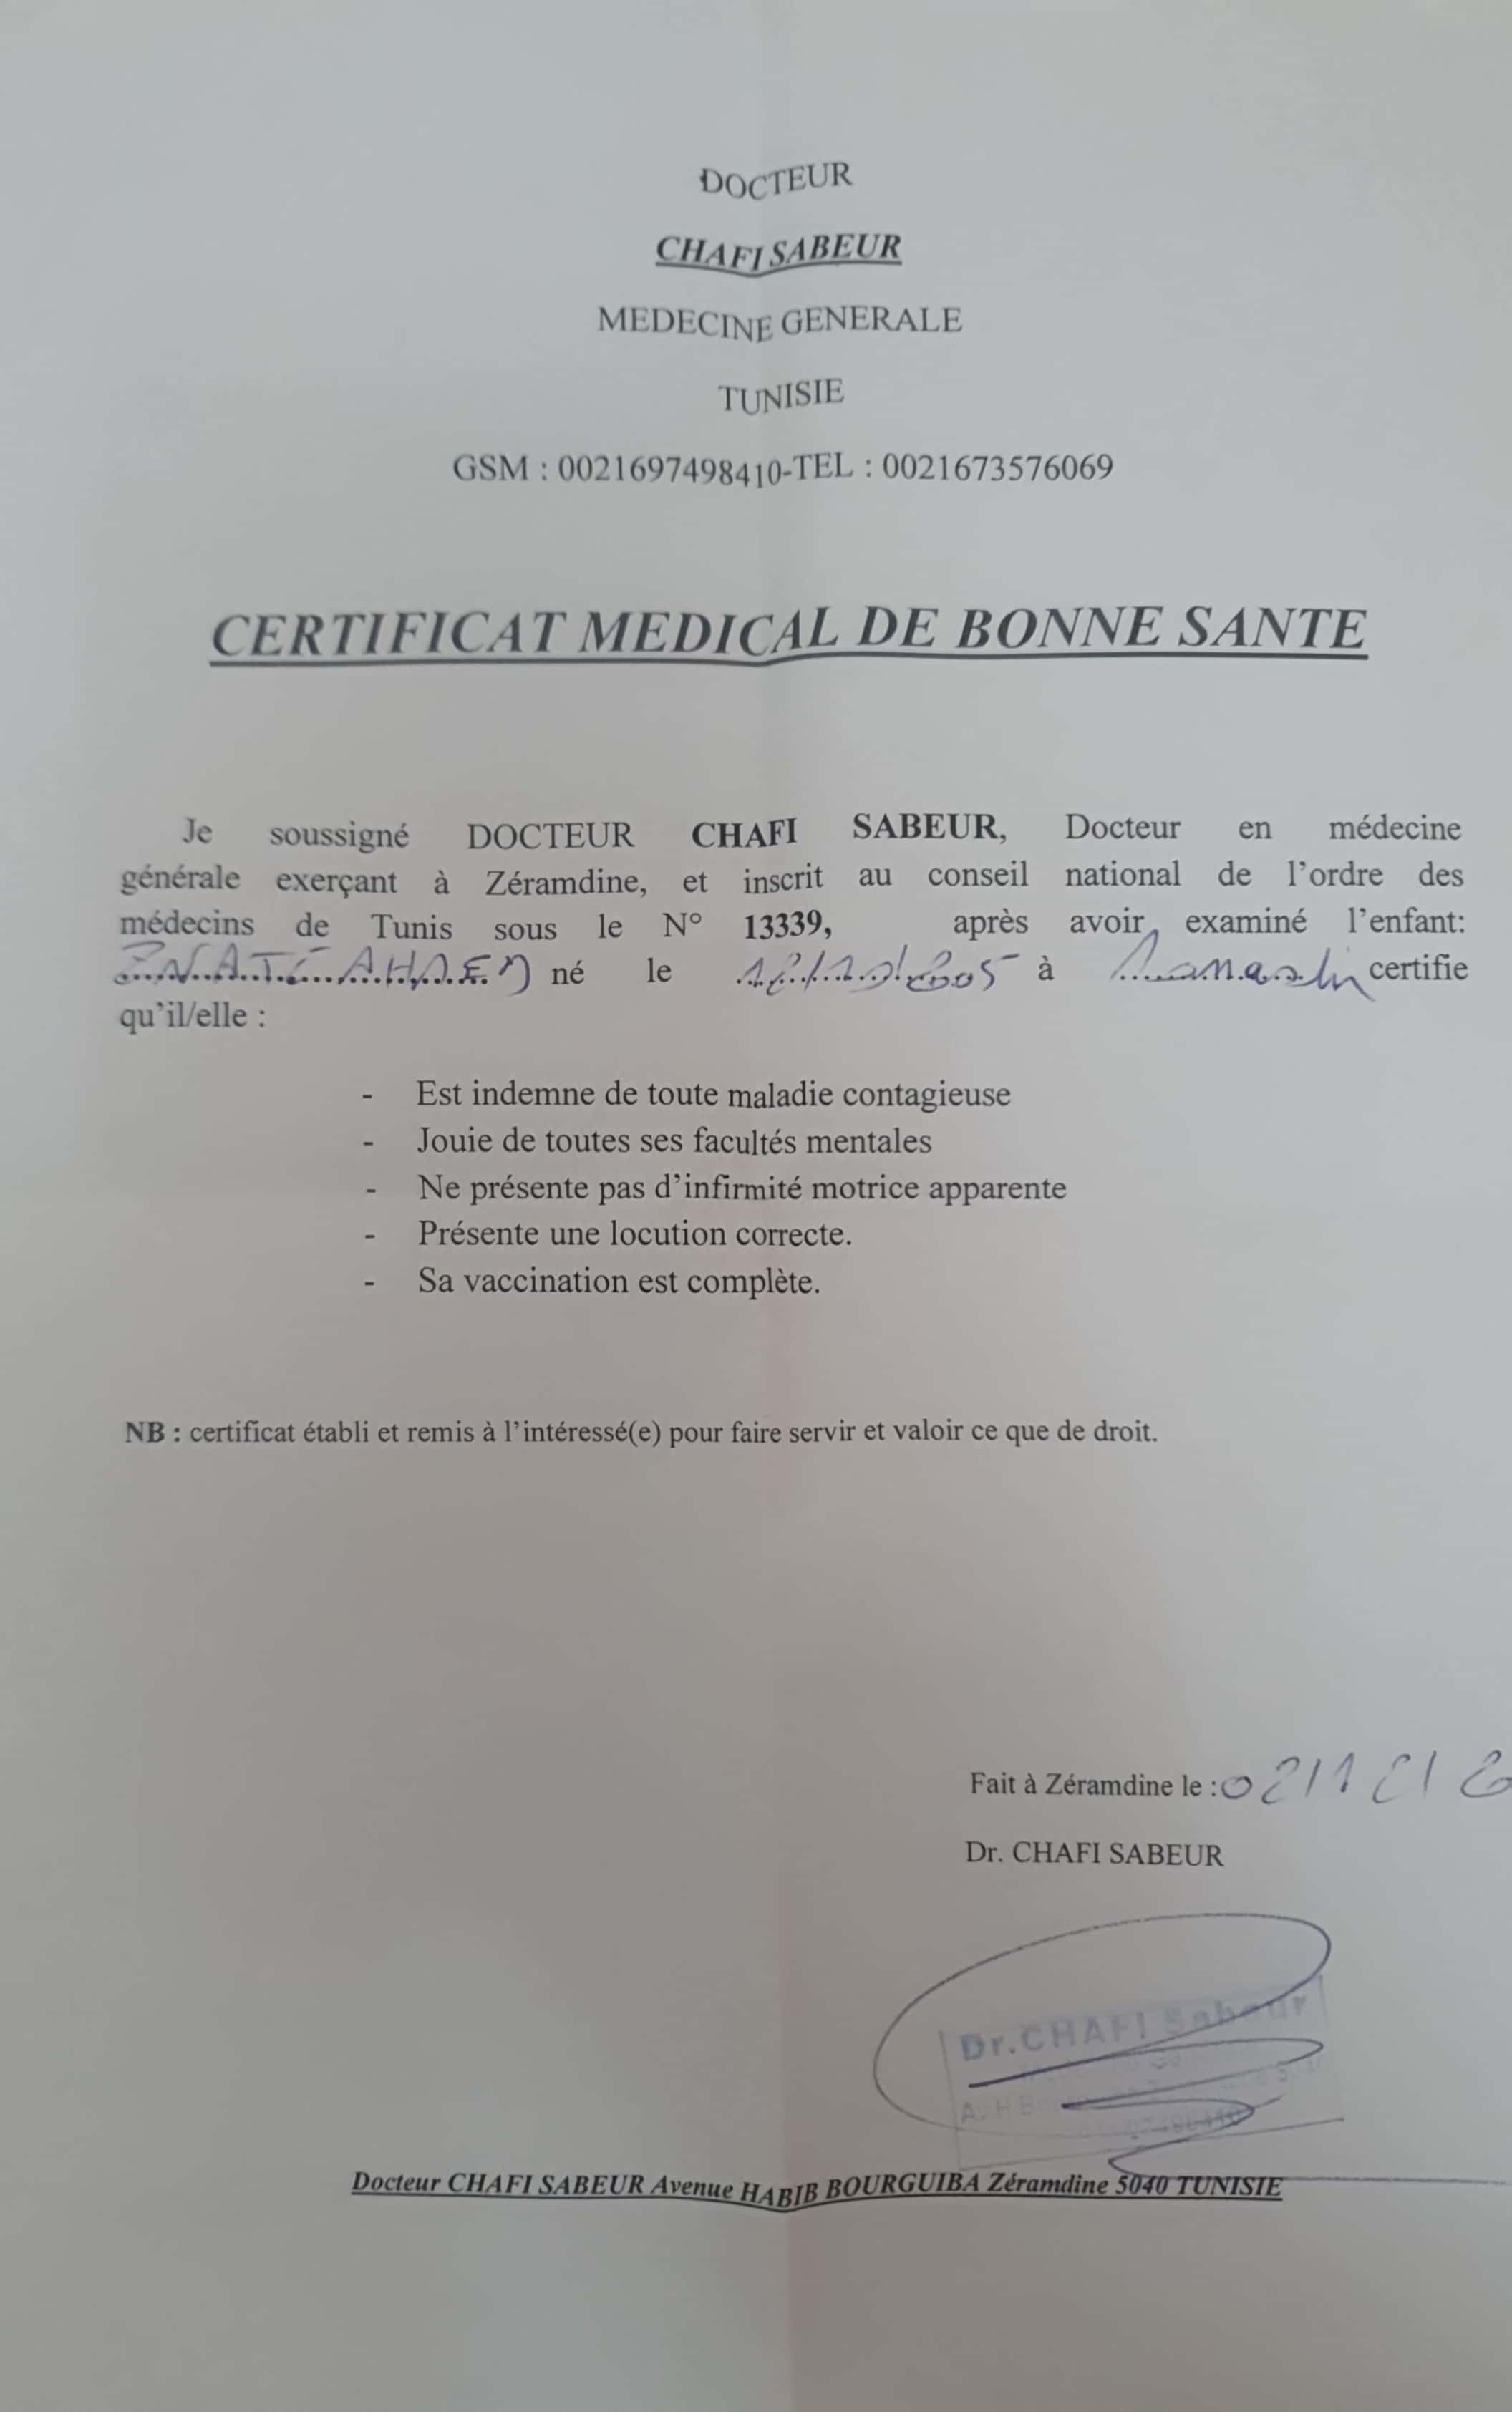 DOCTEUR
CHAFI SABEUR
MEDECINE GENERALE
TUNISIE
GSM : 0021697498410-TEL : 0021673576069
CERTIFICAT MEDICAL DE BONNE SANTE
Je soussigné DOCTEUR CHAFI SABEUR, Docteur en médecine
générale exerçant à Zéramdine, et inscrit au conseil national de l'ordre des
médecins de Tunis sous le N° 13339, après avoir examiné l'enfant:
ZNATI AHMED né le à certifie
qu'il/elle :
- Est indemne de toute maladie contagieuse
- Jouie de toutes ses facultés mentales
- Ne présente pas d'infirmité motrice apparente
- Présente une locution correcte.
- Sa vaccination est complète.
NB : certificat établi et remis à l'intéressé(e) pour faire servir et valoir ce que de droit.
Fait à Zéramdine le :
Dr. CHAFI SABEUR
Dr. CHAFI Sabeur
Docteur CHAFI SABEUR Avenue HABIB BOURGUIBA Zéramdine 5040 TUNISIE